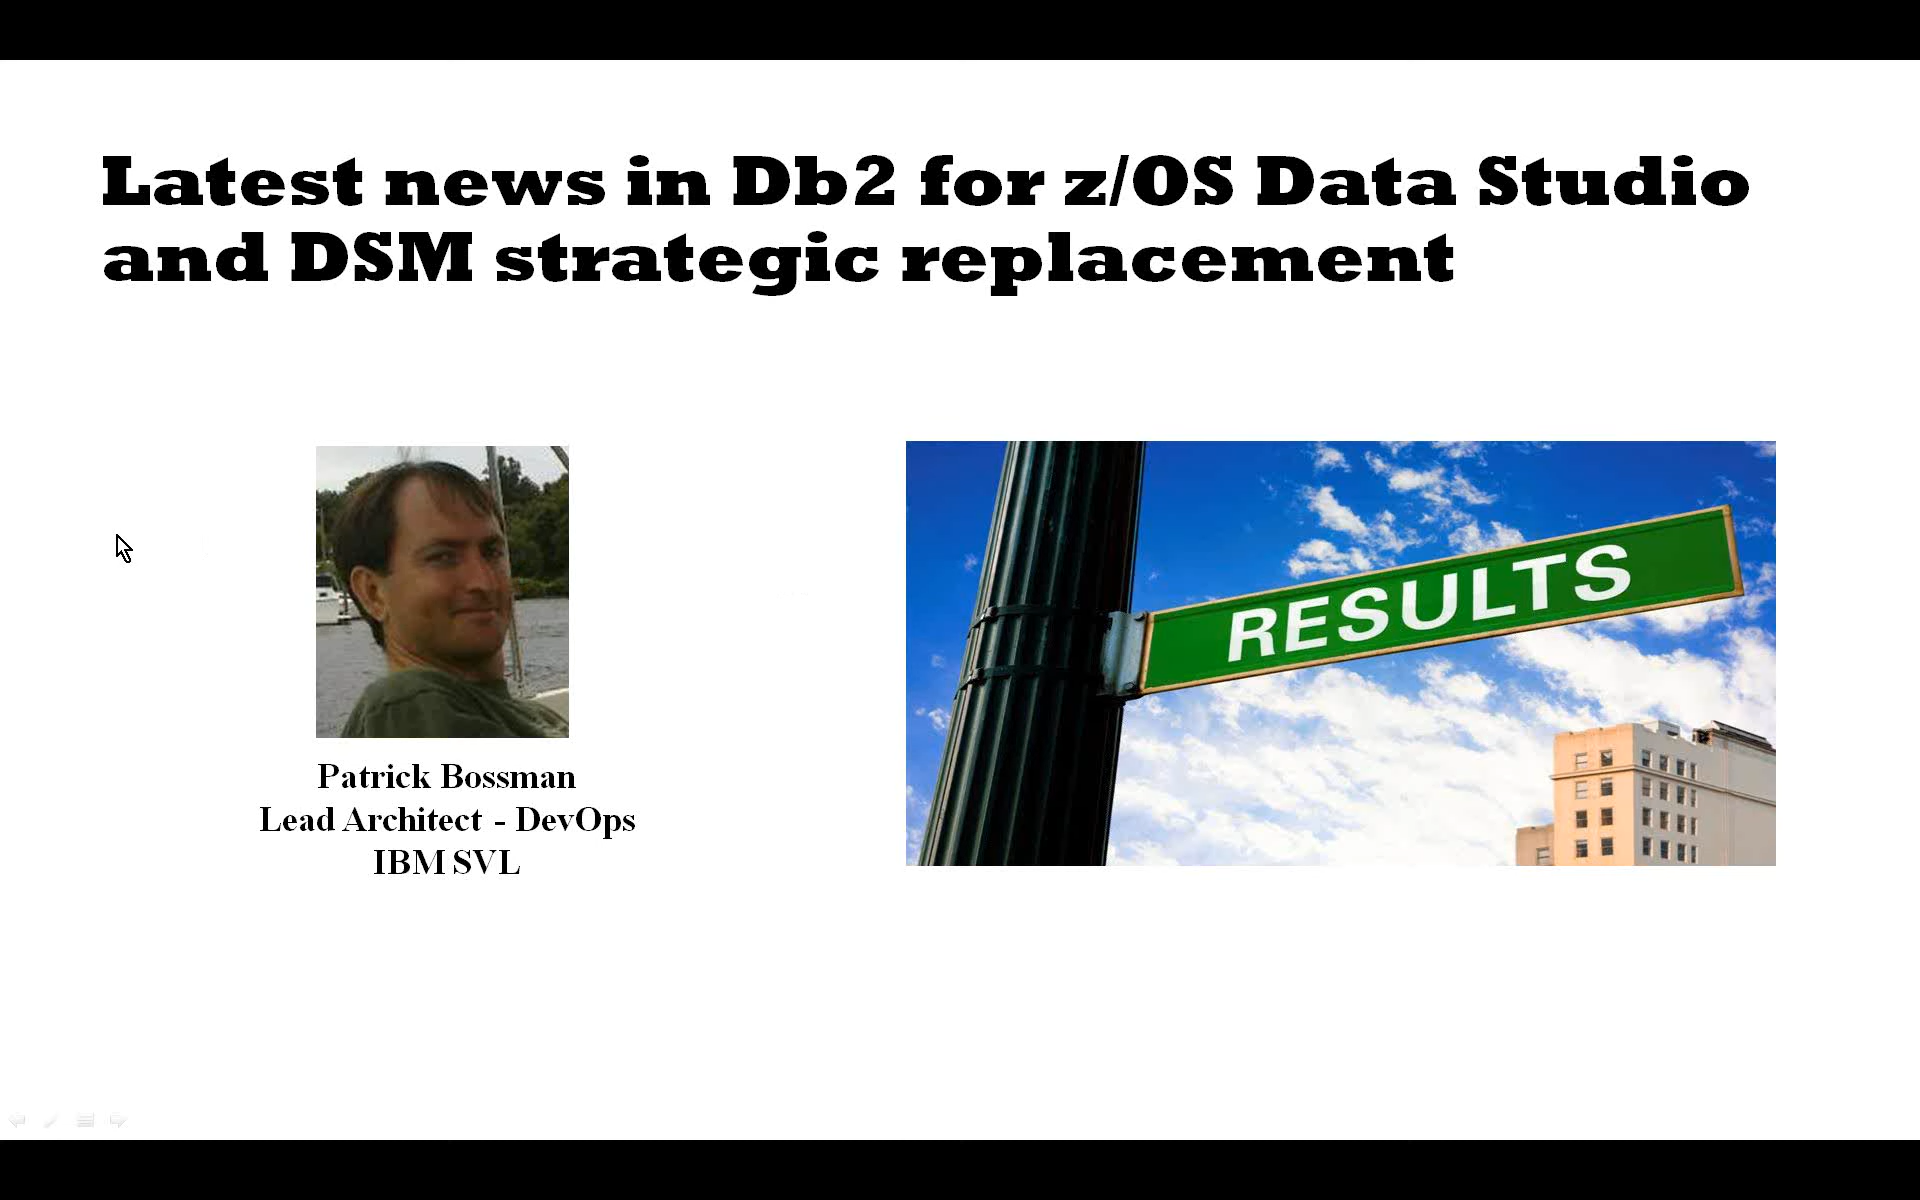 Latest news in Db2 for z/OS Data Studio
and DSM strategic replacement
RESULTS
Patrick Bossman
Lead Architect - DevOps
IBM SVL